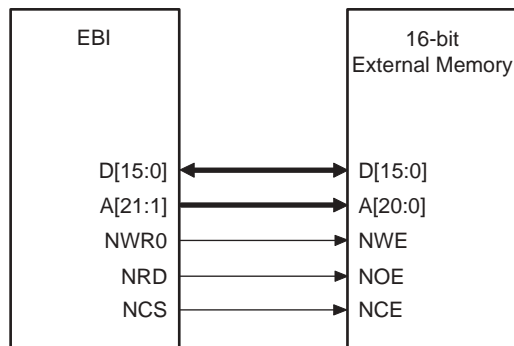 EBI
16-bit
External Memory
D[15:0] D[15:0]
A[21:1] A[20:0]
NWR0 NWE
NRD NOE
NCS NCE